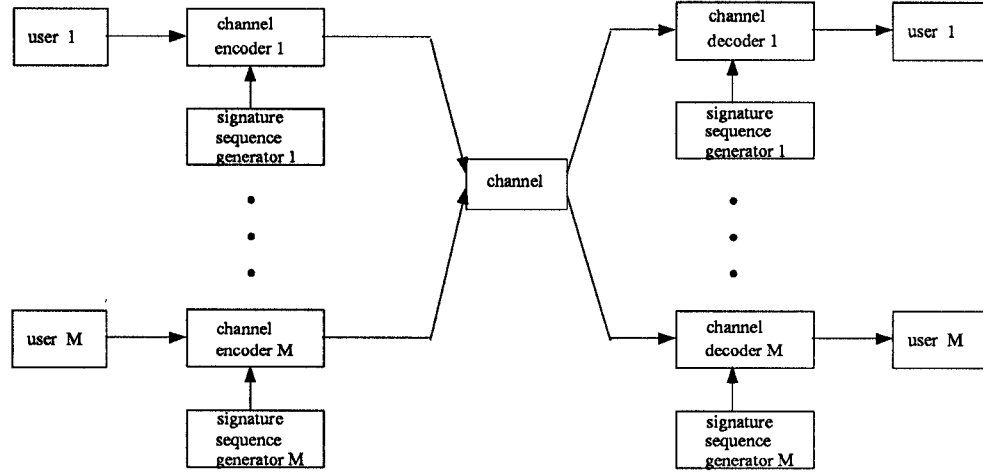 user 1
channel
encoder 1
channel
decoder 1
user 1
signature
sequence
generator 1
signature
sequence
generator 1
channel
user M
channel
encoder M
channel
decoder M
user M
signature
sequence
generator M
signature
sequence
generator M